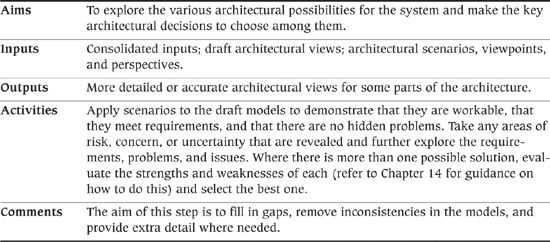 Aims To explore the various architectural possibilities for the system and make the key
architectural decisions to choose among them.
Inputs Consolidated inputs; draft architectural views; architectural scenarios, viewpoints,
and perspectives.
Outputs More detailed or accurate architectural views for some parts of the architecture.
Activities Apply scenarios to the draft models to demonstrate that they are workable, that
they meet requirements, and that there are no hidden problems. Take any areas of
risk, concern, or uncertainty that are revealed and further explore the require-
ments, problems, and issues. Where there is more than one possible solution, eval-
uate the strengths and weaknesses of each (refer to Chapter 14 for guidance on
how to do this) and select the best one.
Comments The aim of this step is to fill in gaps, remove inconsistencies in the models, and
provide extra detail where needed.